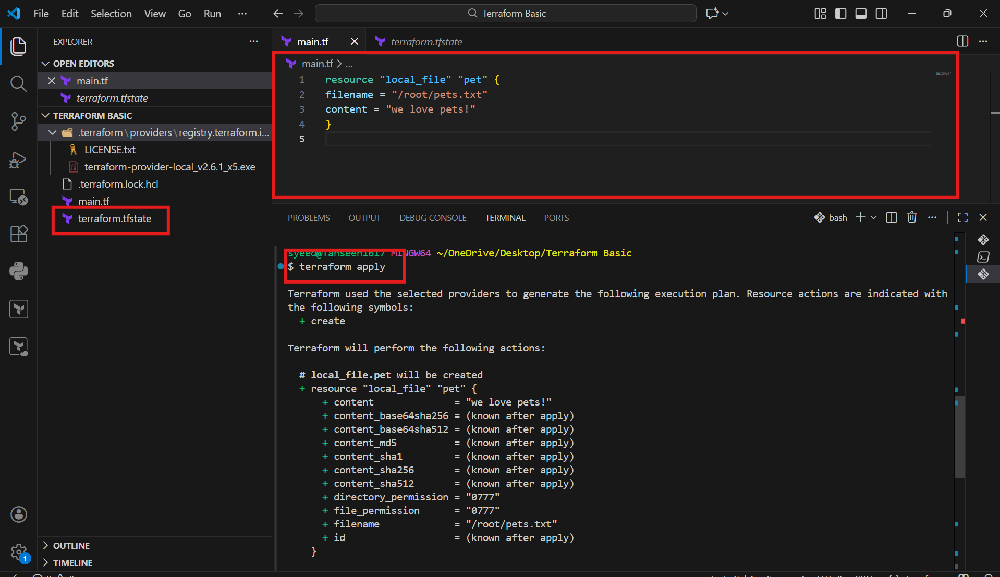 File Edit Selection View Go Run ···
Terraform Basic
EXPLORER
OPEN EDITORS
main.tf
terraform.tfstate
TERRAFORM BASIC
.terraform\providers\registry.terraform.i...
LICENSE.txt
terraform-provider-local_v2.6.1_x5.exe
.terraform.lock.hcl
main.tf
terraform.tfstate
OUTLINE
TIMELINE
1
main.tf
terraform.tfstate
main.tf > ...
1 resource "local_file" "pet" {
2 filename = "/root/pets.txt"
3 content = "we love pets!"
4 }
5
PROBLEMS OUTPUT DEBUG CONSOLE TERMINAL PORTS
bash
syeed@Tahseen1617 MINGW64 ~/OneDrive/Desktop/Terraform Basic
$ terraform apply
Terraform used the selected providers to generate the following execution plan. Resource actions are indicated with
the following symbols:
+ create
Terraform will perform the following actions:
# local_file.pet will be created
+ resource "local_file" "pet" {
+ content = "we love pets!"
+ content_base64sha256 = (known after apply)
+ content_base64sha512 = (known after apply)
+ content_md5 = (known after apply)
+ content_sha1 = (known after apply)
+ content_sha256 = (known after apply)
+ content_sha512 = (known after apply)
+ directory_permission = "0777"
+ file_permission = "0777"
+ filename = "/root/pets.txt"
+ id = (known after apply)
}